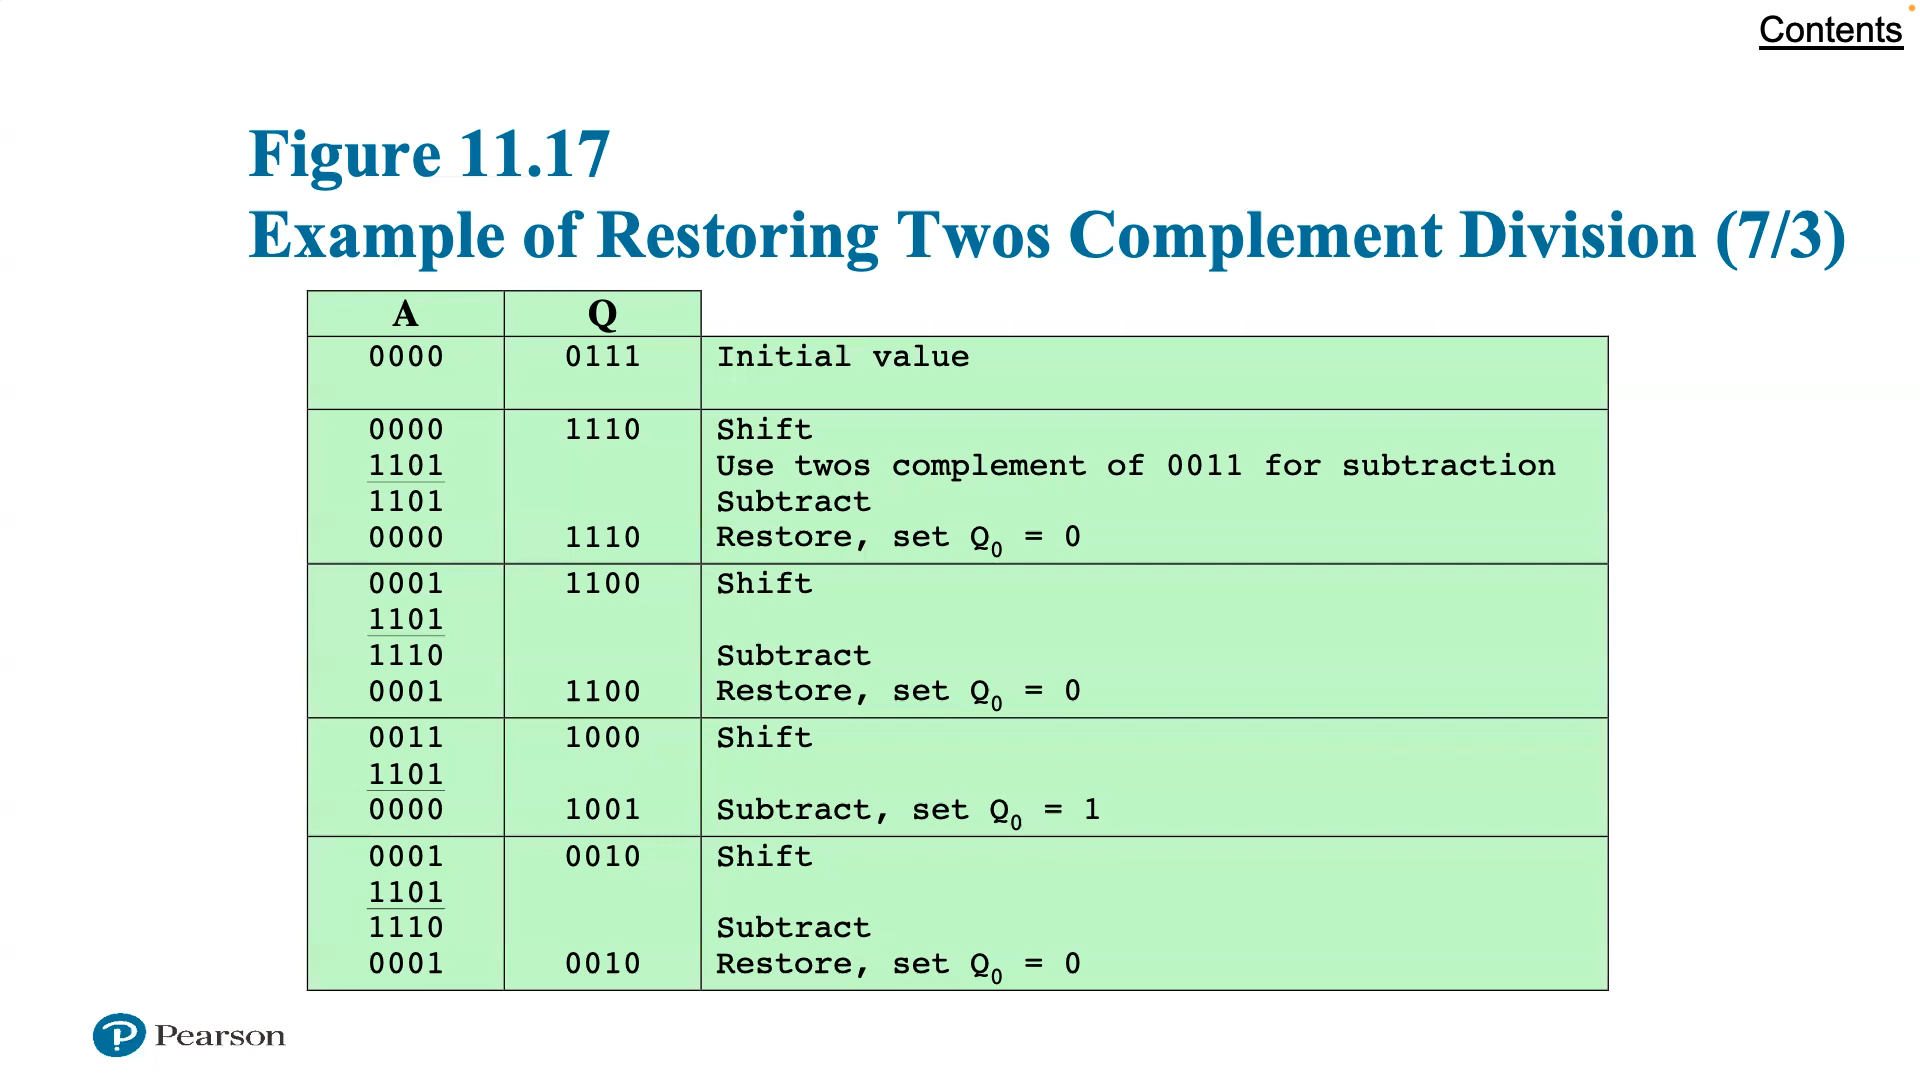 Contents
Figure 11.17
Example of Restoring Twos Complement Division (7/3)
A Q
0000 0111 Initial value
0000 1110 Shift
1101 Use twos complement of 0011 for subtraction
1101 Subtract
0000 1110 Restore, set Q0 = 0
0001 1100 Shift
1101
1110 Subtract
0001 1100 Restore, set Q0 = 0
0011 1000 Shift
1101
0000 1001 Subtract, set Q0 = 1
0001 0010 Shift
1101
1110 Subtract
0001 0010 Restore, set Q0 = 0
P Pearson